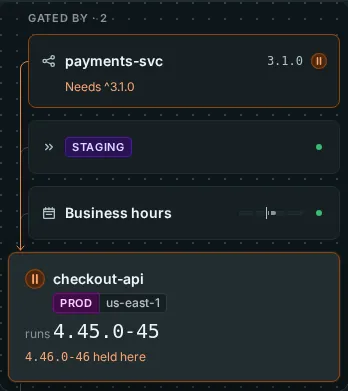 GATED BY · 2
payments-svc 3.1.0
Needs ^3.1.0
STAGING
Business hours
checkout-api
PROD us-east-1
runs 4.45.0-45
4.46.0-46 held here